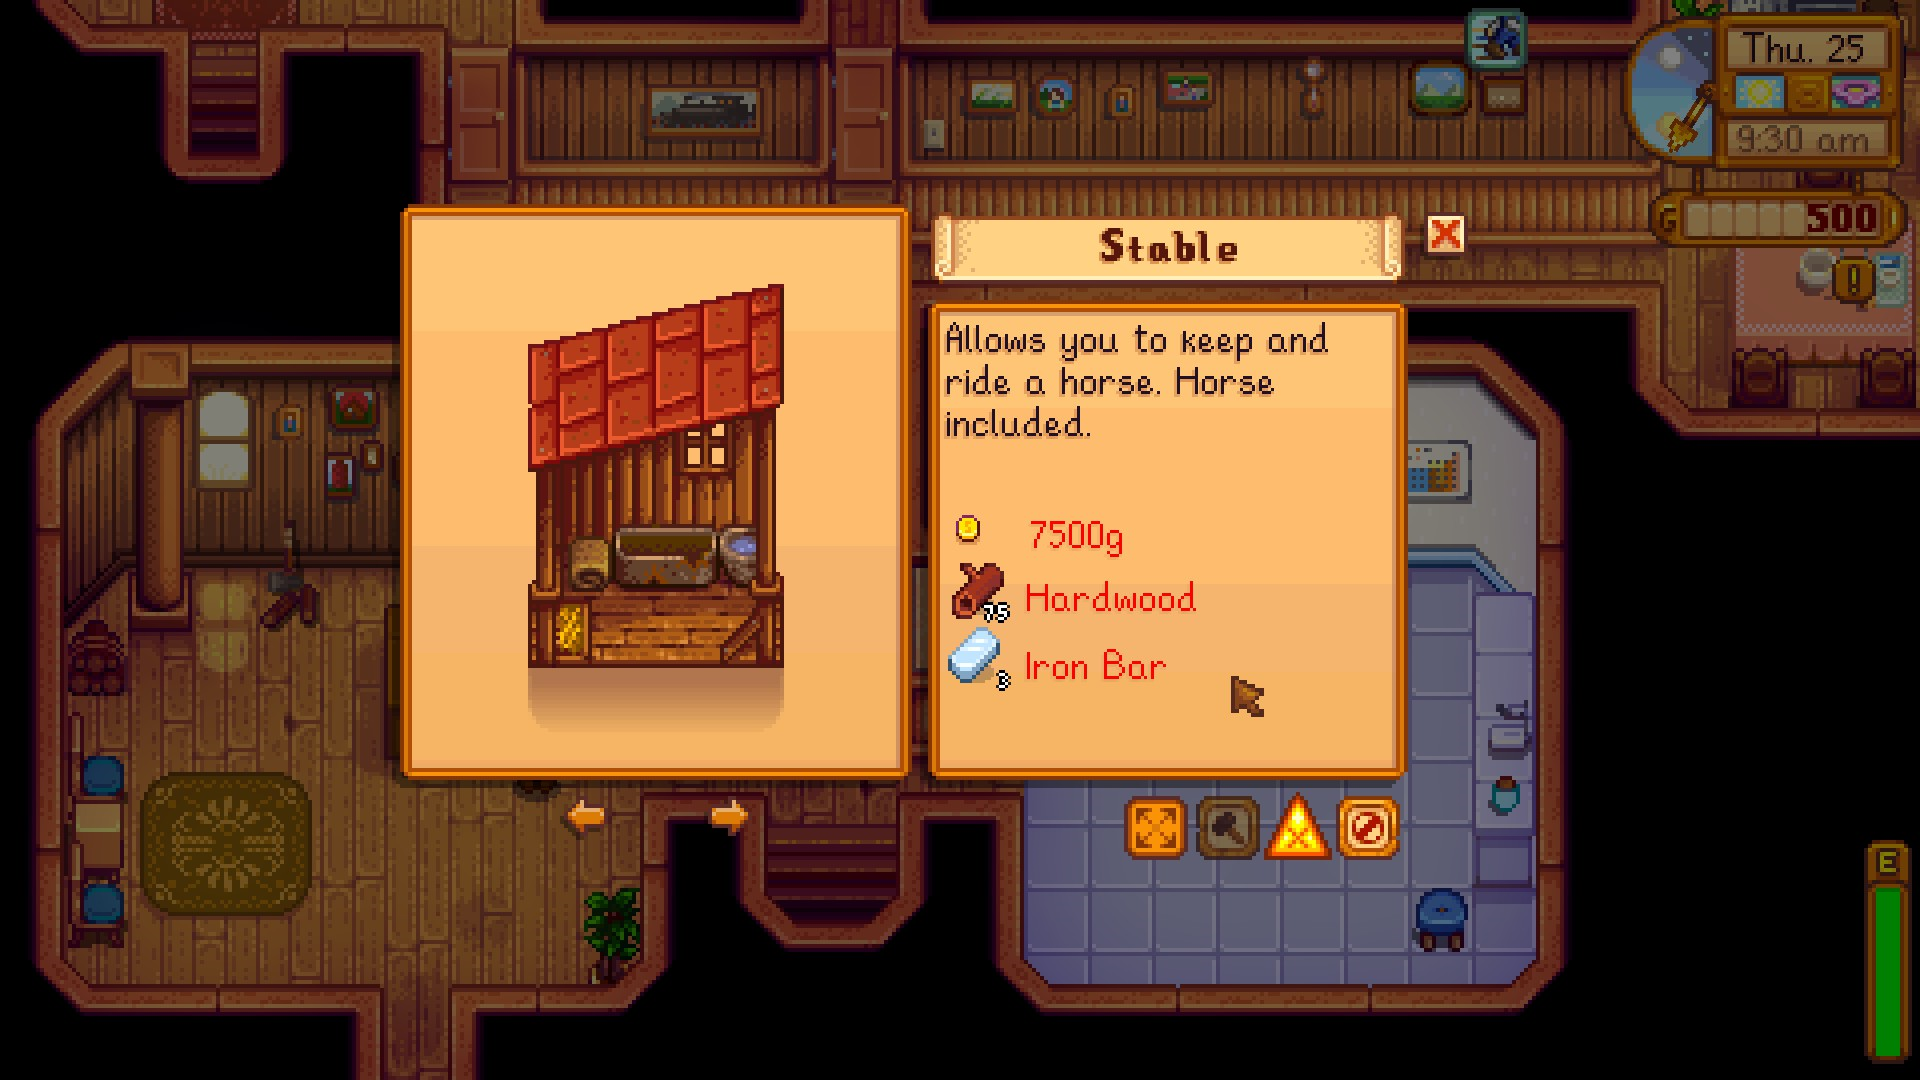 Thu. 25
9:30 am
500
Stable
Allows you to keep and
ride a horse. Horse
included.
7500g
75 Hardwood
3 Iron Bar
E